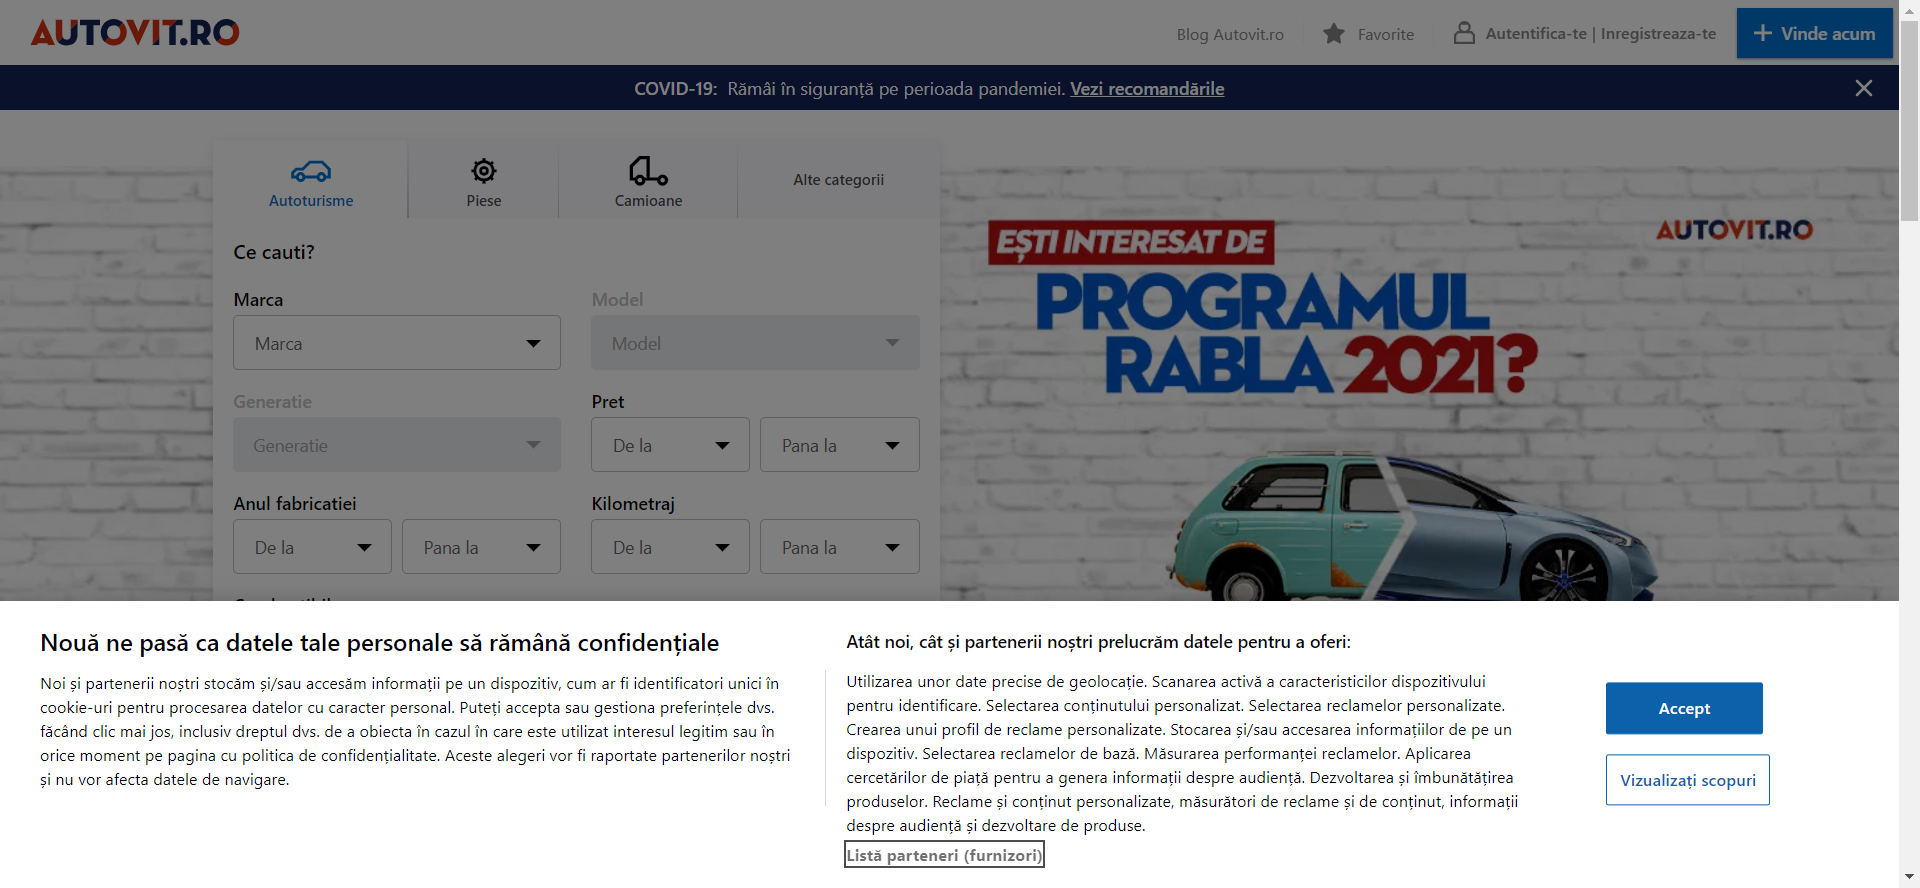 AUTOVIT.RO
Blog Autovit.ro
Favorite
Autentifica-te | Inregistreaza-te
Vinde acum
COVID-19: Rămâi în siguranță pe perioada pandemiei. Vezi recomandările
Autoturisme
Piese
Camioane
Alte categorii
Ce cauti?
Marca
Model
Marca
Model
Generatie
Pret
Generatie
De la
Pana la
Anul fabricatiei
Kilometraj
De la
Pana la
De la
Pana la
AUTOVIT.RO
EȘTI INTERESAT DE
PROGRAMUL
RABLA 2021?
Nouă ne pasă ca datele tale personale să rămână confidențiale
Noi și partenerii noștri stocăm și/sau accesăm informații pe un dispozitiv, cum ar fi identificatori unici în
cookie-uri pentru procesarea datelor cu caracter personal. Puteți accepta sau gestiona preferințele dvs.
făcând clic mai jos, inclusiv dreptul dvs. de a obiecta în cazul în care este utilizat interesul legitim sau în
orice moment pe pagina cu politica de confidențialitate. Aceste alegeri vor fi raportate partenerilor noștri
și nu vor afecta datele de navigare.
Atât noi, cât și partenerii noștri prelucrăm datele pentru a oferi:
Utilizarea unor date precise de geolocație. Scanarea activă a caracteristicilor dispozitivului
pentru identificare. Selectarea conținutului personalizat. Selectarea reclamelor personalizate.
Crearea unui profil de reclame personalizate. Stocarea și/sau accesarea informațiilor de pe un
dispozitiv. Selectarea reclamelor de bază. Măsurarea performanței reclamelor. Aplicarea
cercetărilor de piață pentru a genera informații despre audiență. Dezvoltarea și îmbunătățirea
produselor. Reclame și conținut personalizate, măsurători de reclame și de conținut, informații
despre audiență și dezvoltare de produse.
Listă parteneri (furnizori)
Accept
Vizualizați scopuri